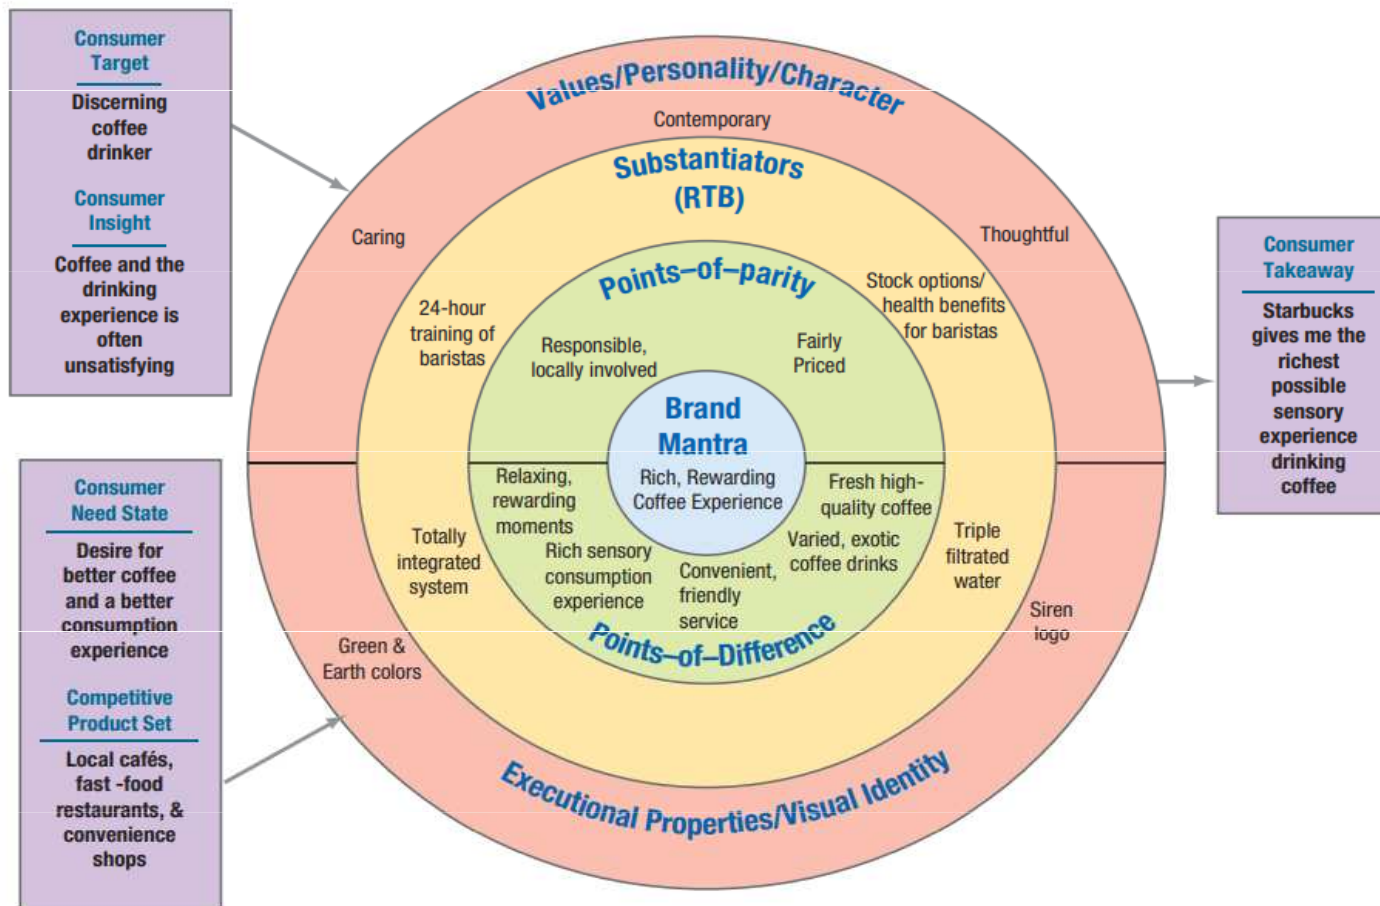 Consumer
Target
Discerning
coffee
drinker
Consumer
Insight
Coffee and the
drinking
experience is
often
unsatisfying
Consumer
Need State
Desire for
better coffee
and a better
consumption
experience
Competitive
Product Set
Local cafés,
fast -food
restaurants, &
convenience
shops
Values/Personality/Character
Contemporary
Caring
Thoughtful
Substantiators
(RTB)
24-hour
training of
baristas
Stock options/
health benefits
for baristas
Points–of–parity
Responsible,
locally involved
Fairly
Priced
Brand
Mantra
Rich, Rewarding
Coffee Experience
Relaxing,
rewarding
moments
Fresh high-
quality coffee
Rich sensory
consumption
experience
Convenient,
friendly
service
Varied, exotic
coffee drinks
Points–of–Difference
Totally
integrated
system
Triple
filtrated
water
Green &
Earth colors
Siren
logo
Executional Properties/Visual Identity
Consumer
Takeaway
Starbucks
gives me the
richest
possible
sensory
experience
drinking
coffee